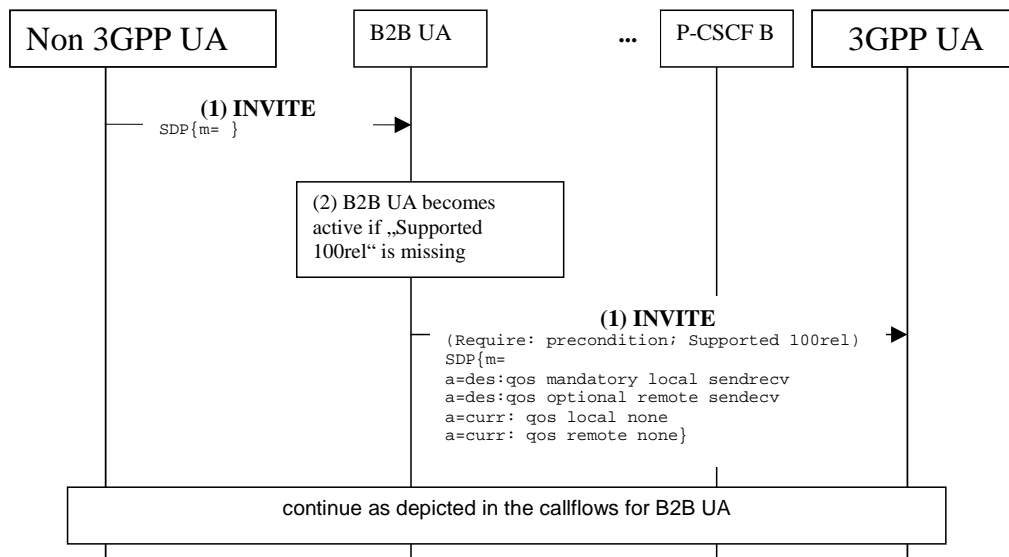 Non 3GPP UA
B2B UA
...
P-CSCF B
3GPP UA
(1) INVITE
SDP{m= }
(2) B2B UA becomes
active if „Supported
100rel“ is missing
(1) INVITE
(Require: precondition; Supported 100rel)
SDP{m=
a=des:qos mandatory local sendrecv
a=des:qos optional remote sendecv
a=curr: qos local none
a=curr: qos remote none}
continue as depicted in the callflows for B2B UA